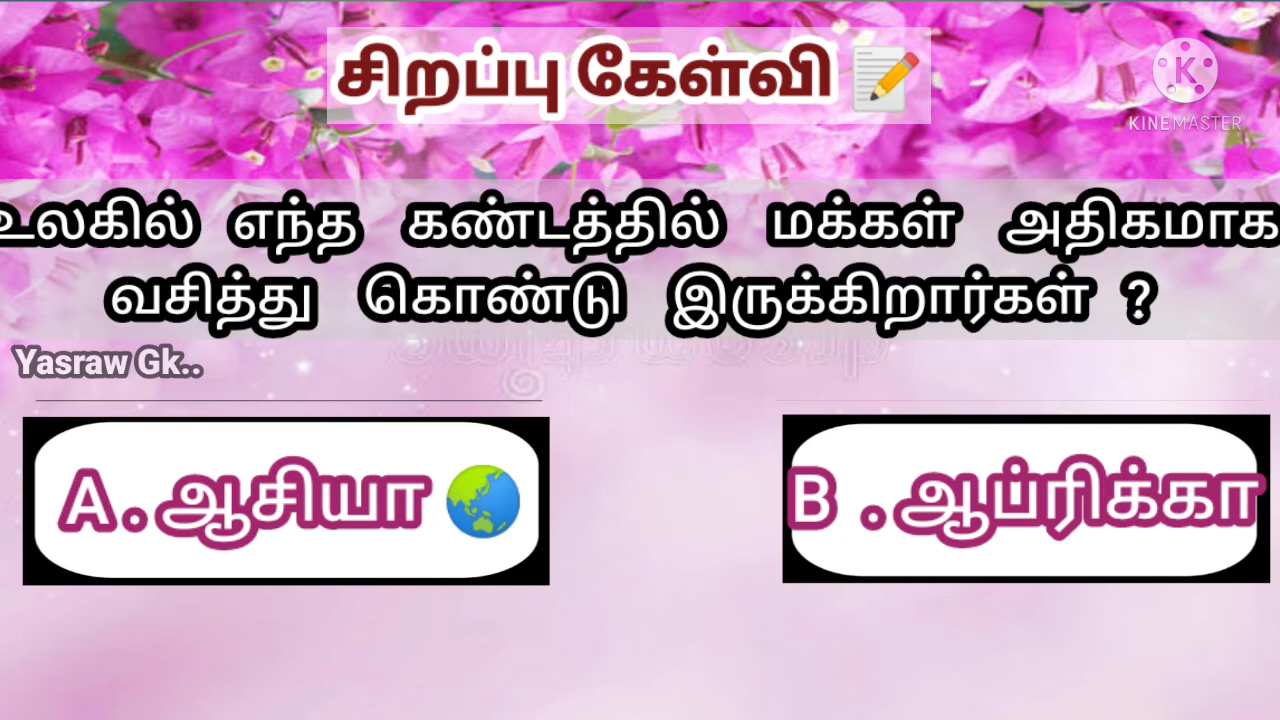 சிறப்பு கேள்வி 📝
KINEMASTER
உலகில் எந்த கண்டத்தில் மக்கள் அதிகமாக
வசித்து கொண்டு இருக்கிறார்கள் ?
Yasraw Gk..
A . ஆசியா 🌏
B . ஆப்ரிக்கா